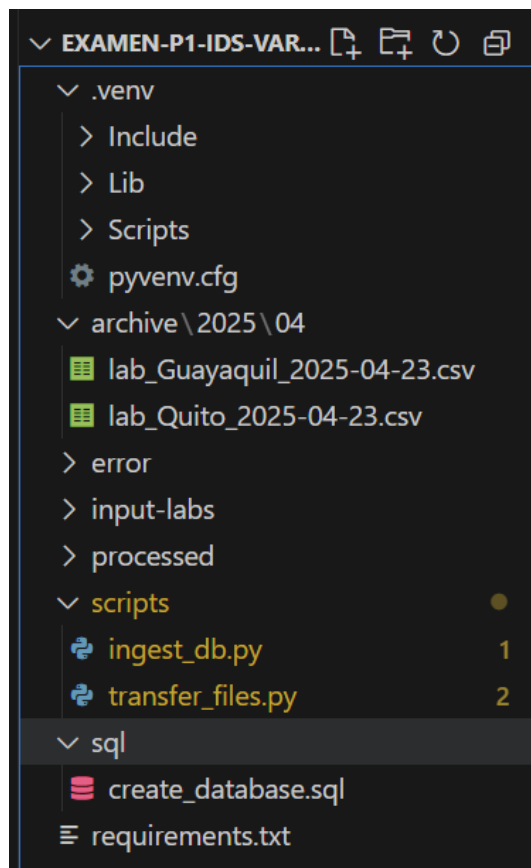 EXAMEN-P1-IDS-VAR...
.venv
Include
Lib
Scripts
pyvenv.cfg
archive\2025\04
lab_Guayaquil_2025-04-23.csv
lab_Quito_2025-04-23.csv
error
input-labs
processed
scripts
ingest_db.py 1
transfer_files.py 2
sql
create_database.sql
requirements.txt